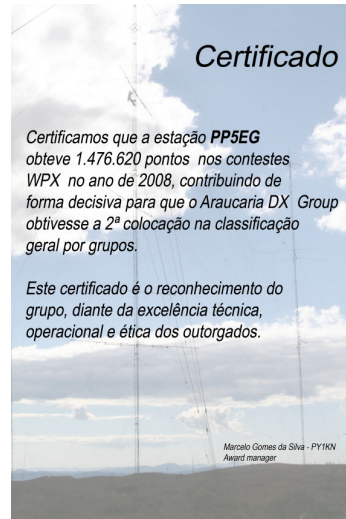 Certificado
Certificamos que a estação PP5EG
obteve 1.476.620 pontos nos contestes
WPX no ano de 2008, contribuindo de
forma decisiva para que o Araucaria DX Group
obtivesse a 2ª colocação na classificação
geral por grupos.
Este certificado é o reconhecimento do
grupo, diante da excelência técnica,
operacional e ética dos outorgados.
Marcelo Gomes da Silva - PY1KN
Award manager